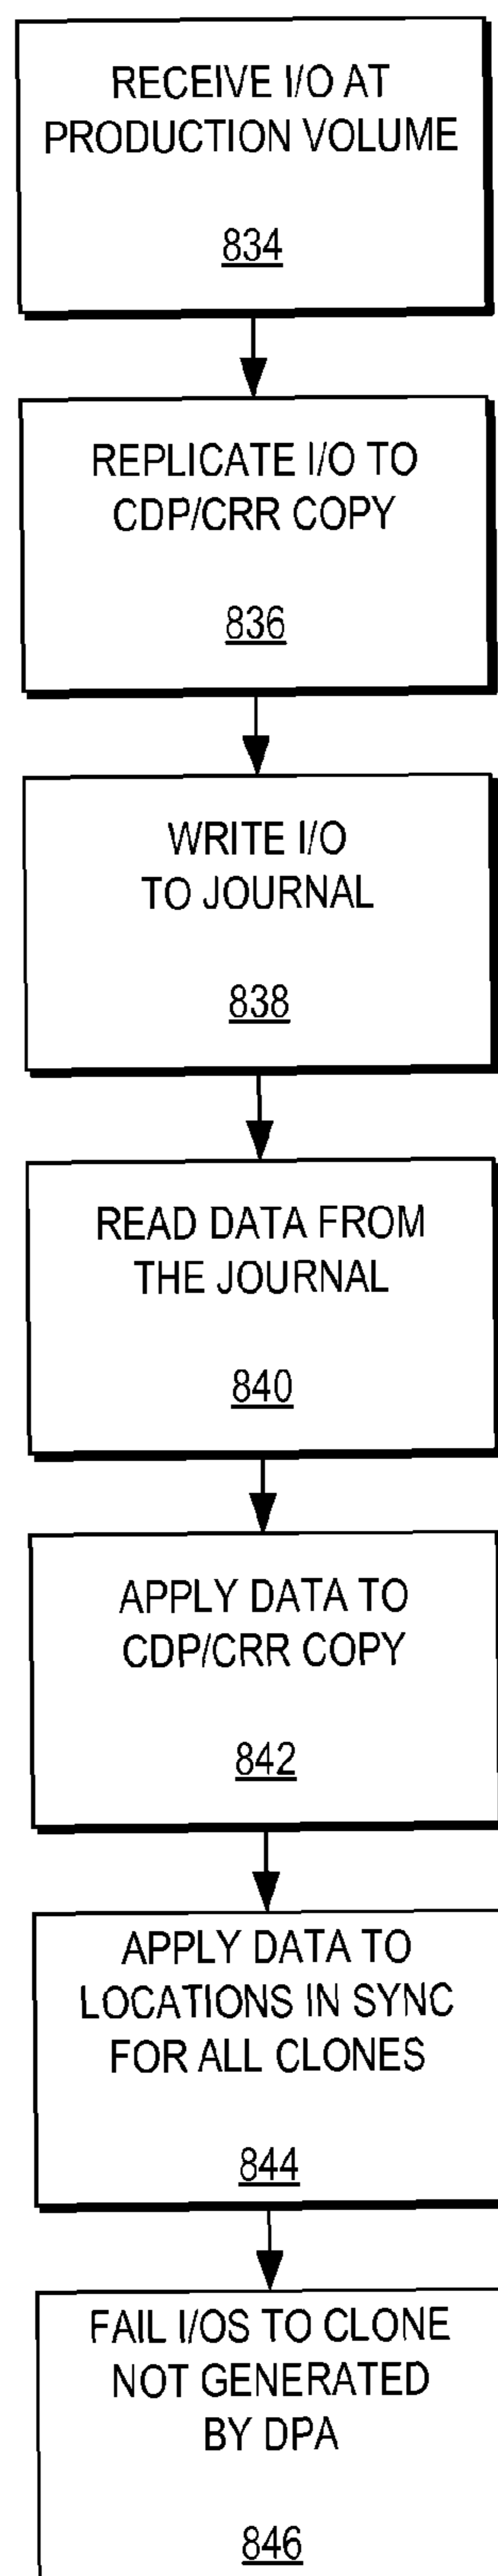 RECEIVE I/O AT
PRODUCTION VOLUME
834
REPLICATE I/O TO
CDP/CRR COPY
836
WRITE I/O
TO JOURNAL
838
READ DATA FROM
THE JOURNAL
840
APPLY DATA TO
CDP/CRR COPY
842
APPLY DATA TO
LOCATIONS IN SYNC
FOR ALL CLONES
844
FAIL I/OS TO CLONE
NOT GENERATED
BY DPA
846